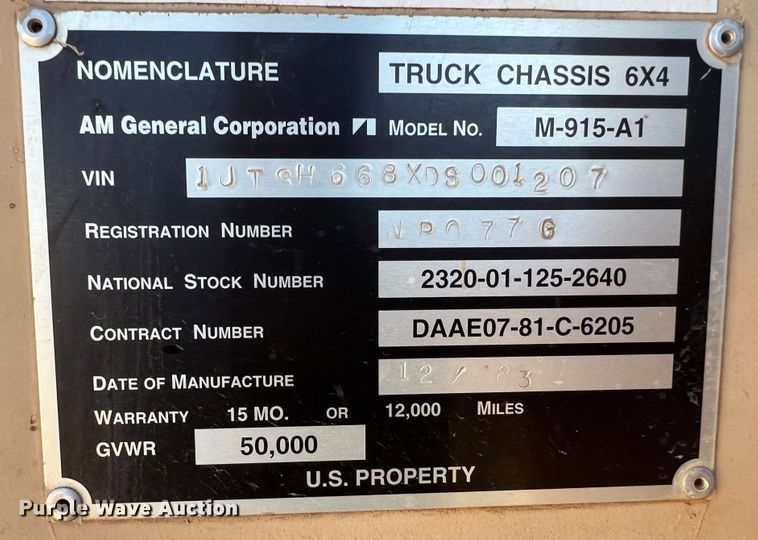 NOMENCLATURE TRUCK CHASSIS 6X4
AM General Corporation MODEL NO. M-915-A1
VIN 1JTGH668XDS001207
REGISTRATION NUMBER NP077G
NATIONAL STOCK NUMBER 2320-01-125-2640
CONTRACT NUMBER DAAE07-81-C-6205
DATE OF MANUFACTURE 12/83
WARRANTY 15 MO. OR 12,000 MILES
GVWR 50,000
U.S. PROPERTY
Purple Wave Auction